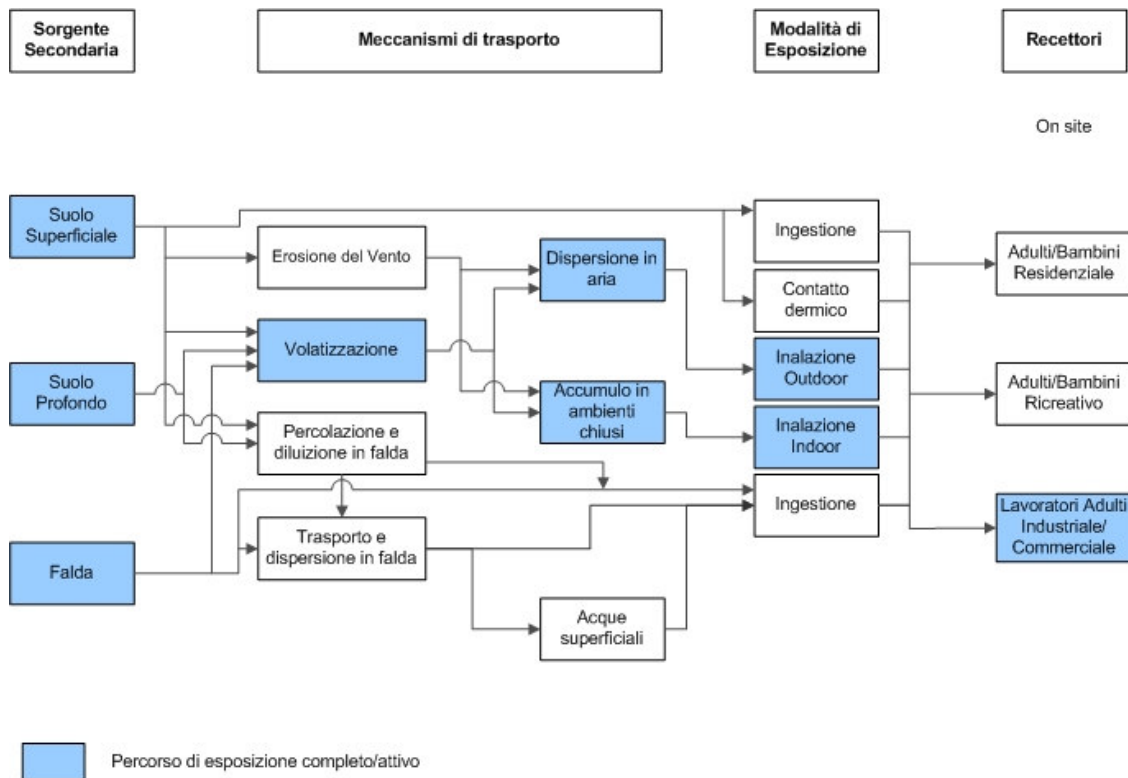 Sorgente
Secondaria
Meccanismi di trasporto
Modalità di
Esposizione
Recettori
On site
Suolo
Superficiale
Erosione del Vento
Dispersione in
aria
Ingestione
Adulti/Bambini
Residenziale
Contatto
dermico
Volatizzazione
Inalazione
Outdoor
Suolo
Profondo
Accumulo in
ambienti
chiusi
Adulti/Bambini
Ricreativo
Percolazione e
diluizione in falda
Inalazione
Indoor
Ingestione
Lavoratori Adulti
Industriale/
Commerciale
Trasporto e
dispersione in falda
Falda
Acque
superficiali
Percorso di esposizione completo/attivo